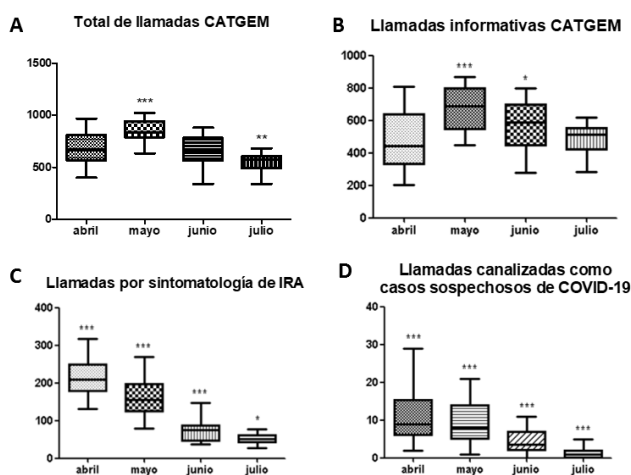 A
Total de llamadas CATGEM
1500
1000
500
0
***
**
abril mayo junio julio
B
Llamadas informativas CATGEM
1000
800
600
400
200
0
***
*
abril mayo junio julio
C
Llamadas por sintomatología de IRA
400
300
200
100
0
***
***
***
*
abril mayo junio julio
D
Llamadas canalizadas como
casos sospechosos de COVID-19
40
30
20
10
0
***
***
***
***
abril mayo junio julio